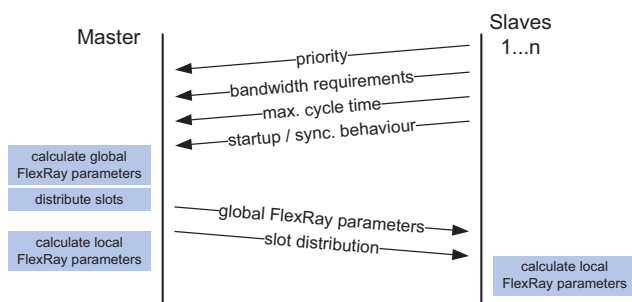 Master
Slaves
1...n
priority
bandwidth requirements
max. cycle time
startup / sync. behaviour
calculate global
FlexRay parameters
distribute slots
global FlexRay parameters
slot distribution
calculate local
FlexRay parameters
calculate local
FlexRay parameters